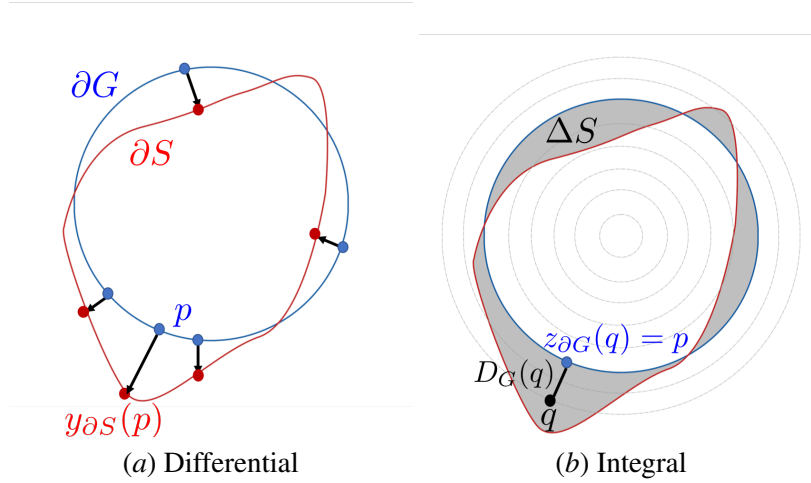 ∂G
∂S
p
y∂S(p)
(a) Differential
ΔS
z∂G(q) = p
DG(q)
q
(b) Integral